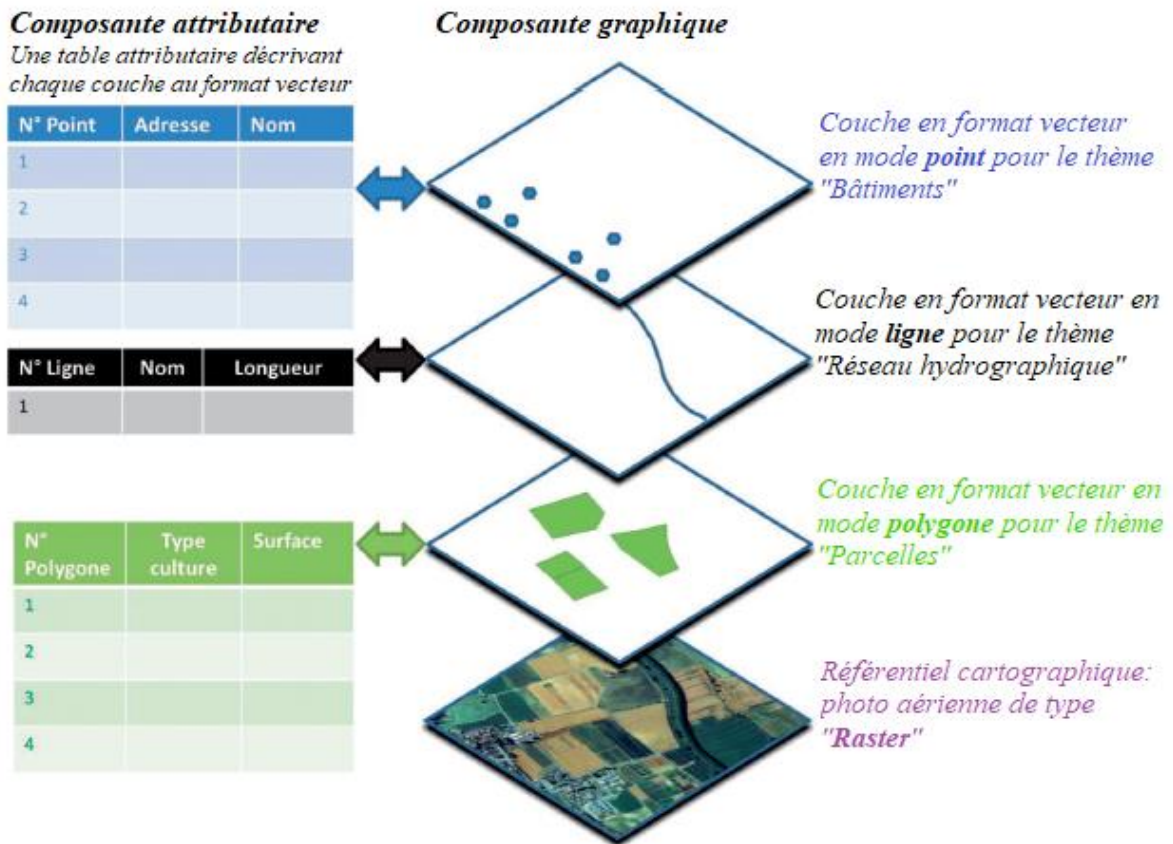 Composante attributaire
Une table attributaire décrivant
chaque couche au format vecteur
Composante graphique
N° Point Adresse Nom
1
2
3
4
Couche en format vecteur
en mode point pour le thème
"Bâtiments"
N° Ligne Nom Longueur
1
Couche en format vecteur en
mode ligne pour le thème
"Réseau hydrographique"
N° Polygone Type culture Surface
1
2
3
4
Couche en format vecteur en
mode polygone pour le thème
"Parcelles"
Référentiel cartographique:
photo aérienne de type
"Raster"